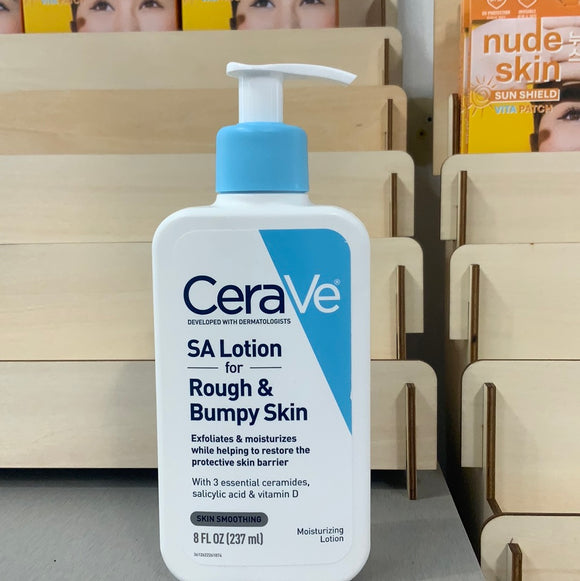 nude
skin
SUN SHIELD
VITA PATCH
CeraVe®
DEVELOPED WITH DERMATOLOGISTS
SA Lotion
for
Rough &
Bumpy Skin
Exfoliates & moisturizes
while helping to restore the
protective skin barrier
With 3 essential ceramides,
salicylic acid & vitamin D
SKIN SMOOTHING
8 FL OZ (237 ml)
Moisturizing
Lotion